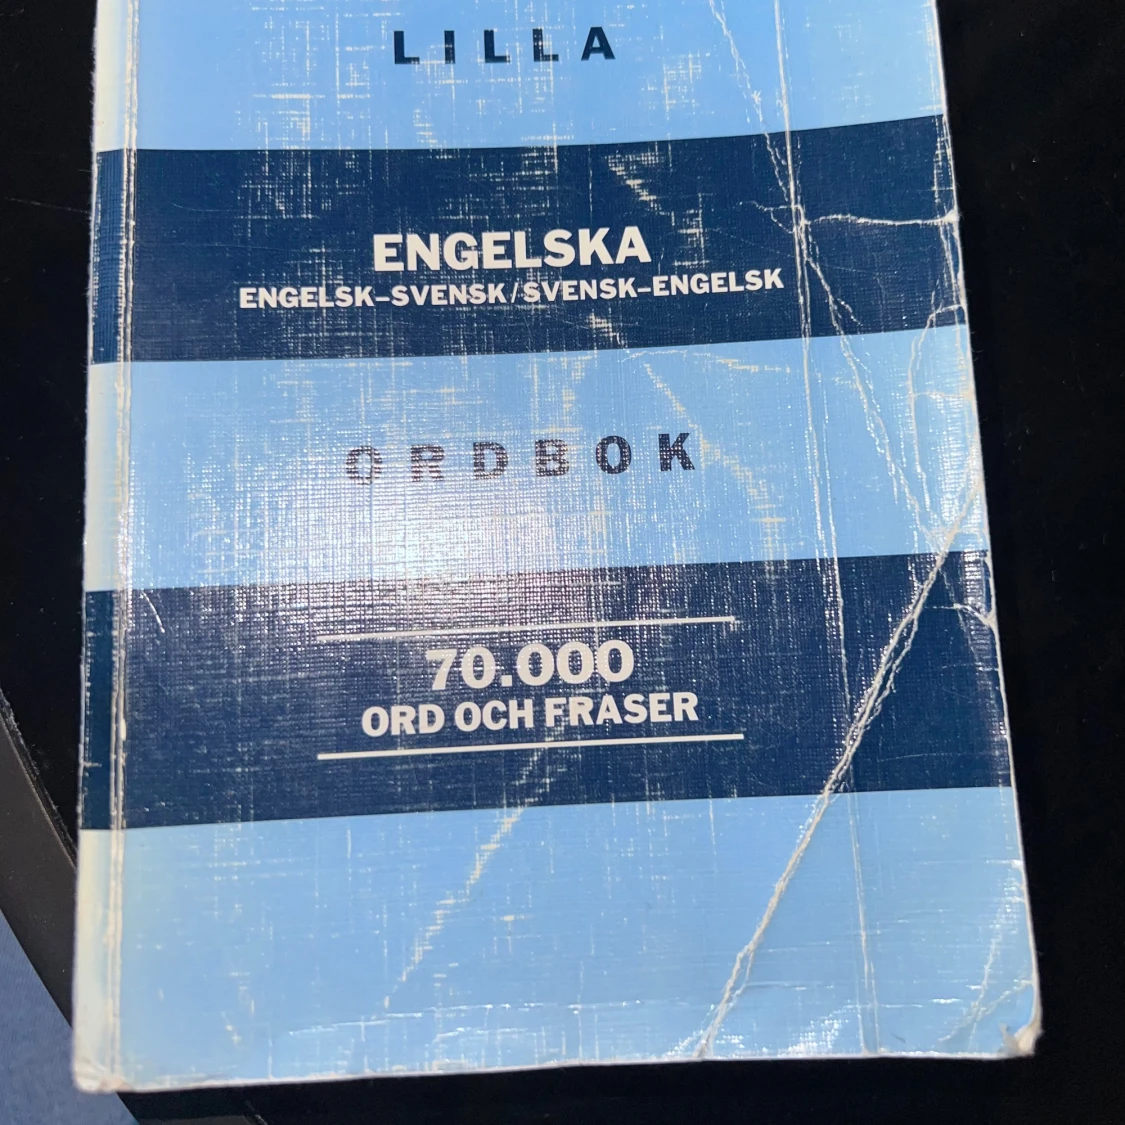 LILLA
ENGELSKA
ENGELSK–SVENSK/SVENSK–ENGELSK
ORDBOK
70.000
ORD OCH FRASER